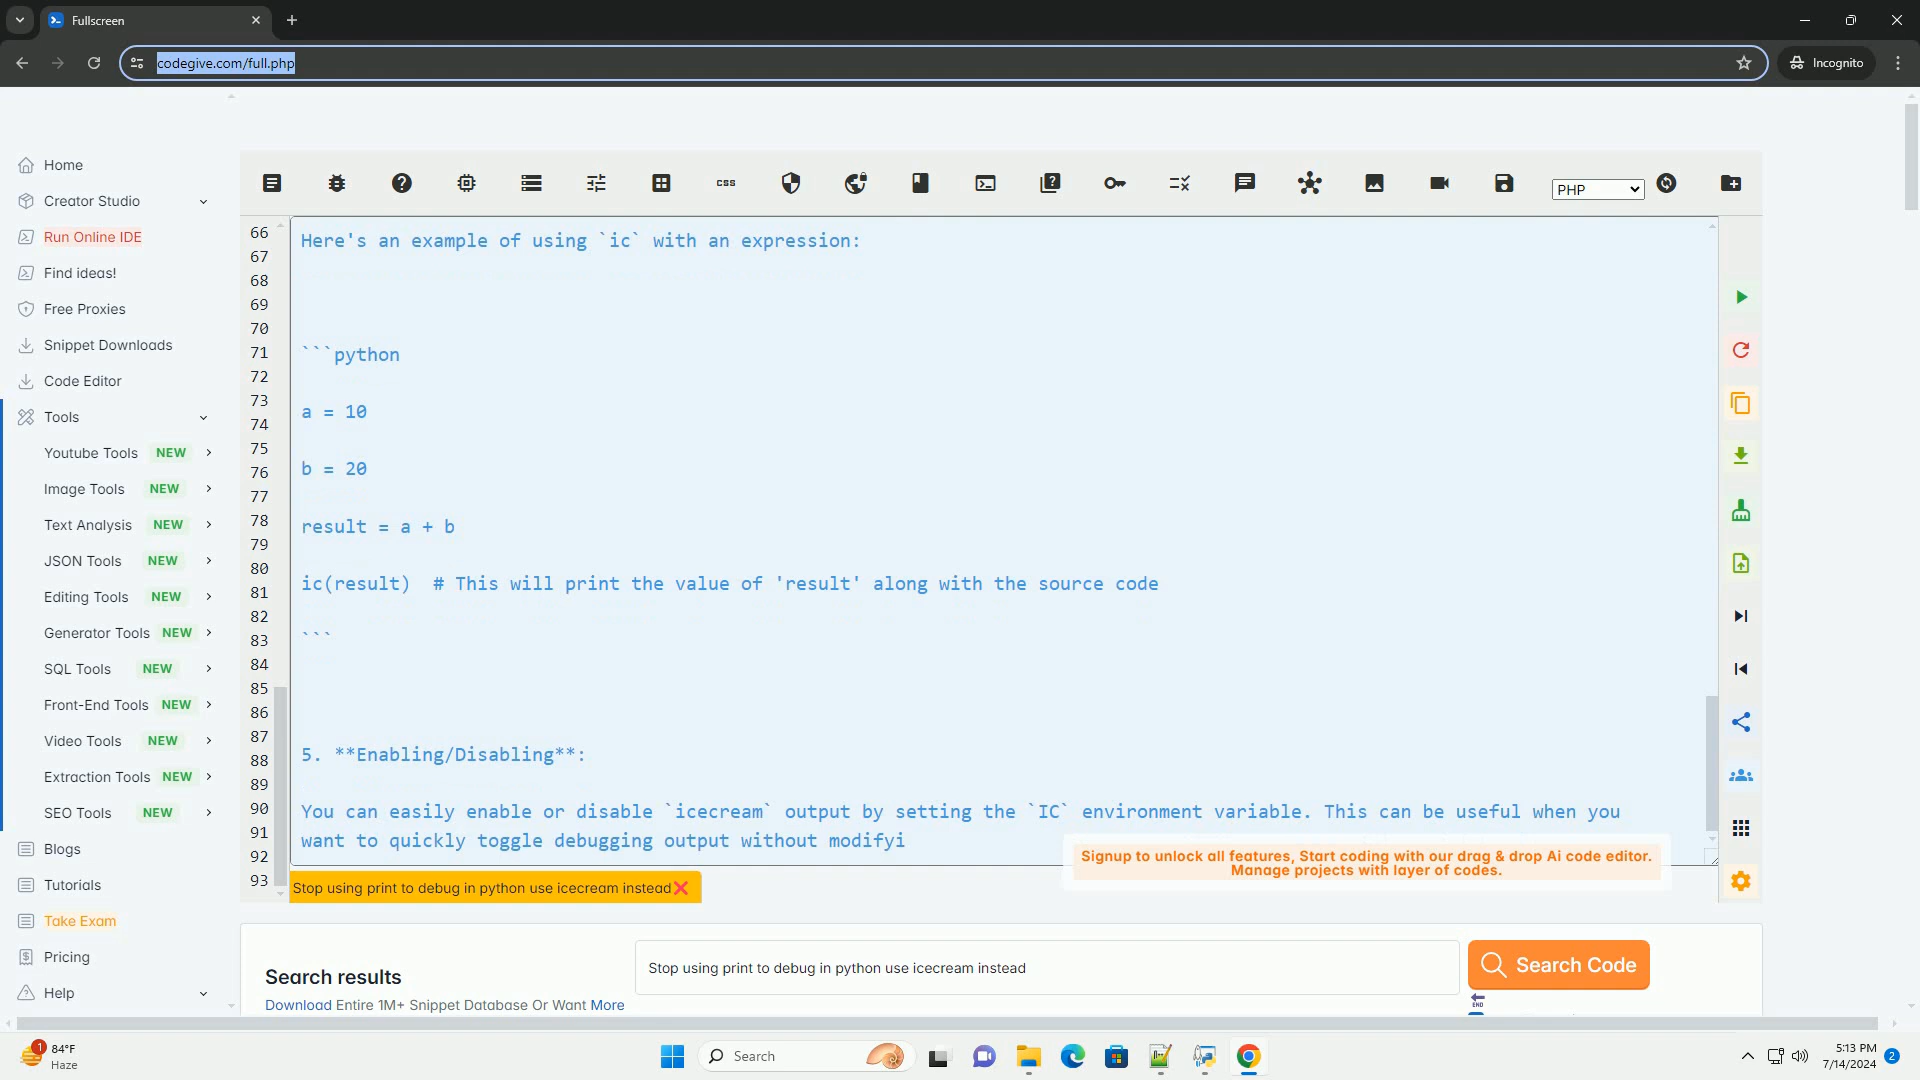 Fullscreen
codegive.com/full.php
Incognito
Home
Creator Studio
Run Online IDE
Find ideas!
Free Proxies
Snippet Downloads
Code Editor
Tools
Youtube Tools NEW
Image Tools NEW
Text Analysis NEW
JSON Tools NEW
Editing Tools NEW
Generator Tools NEW
SQL Tools NEW
Front-End Tools NEW
Video Tools NEW
Extraction Tools NEW
SEO Tools NEW
Blogs
Tutorials
Take Exam
Pricing
Help
css
PHP
66
67
68
69
70
71
72
73
74
75
76
77
78
79
80
81
82
83
84
85
86
87
88
89
90
91
92
93
Here's an example of using `ic` with an expression:
```python
a = 10
b = 20
result = a + b
ic(result)  # This will print the value of 'result' along with the source code
```
5. **Enabling/Disabling**:
You can easily enable or disable `icecream` output by setting the `IC` environment variable. This can be useful when you
want to quickly toggle debugging output without modifyi
Signup to unlock all features, Start coding with our drag & drop Ai code editor.
Manage projects with layer of codes.
Stop using print to debug in python use icecream instead❌
Search results
Download Entire 1M+ Snippet Database Or Want More
Stop using print to debug in python use icecream instead
Search Code
END
1
84°F
Haze
Search
5:13 PM
7/14/2024
2